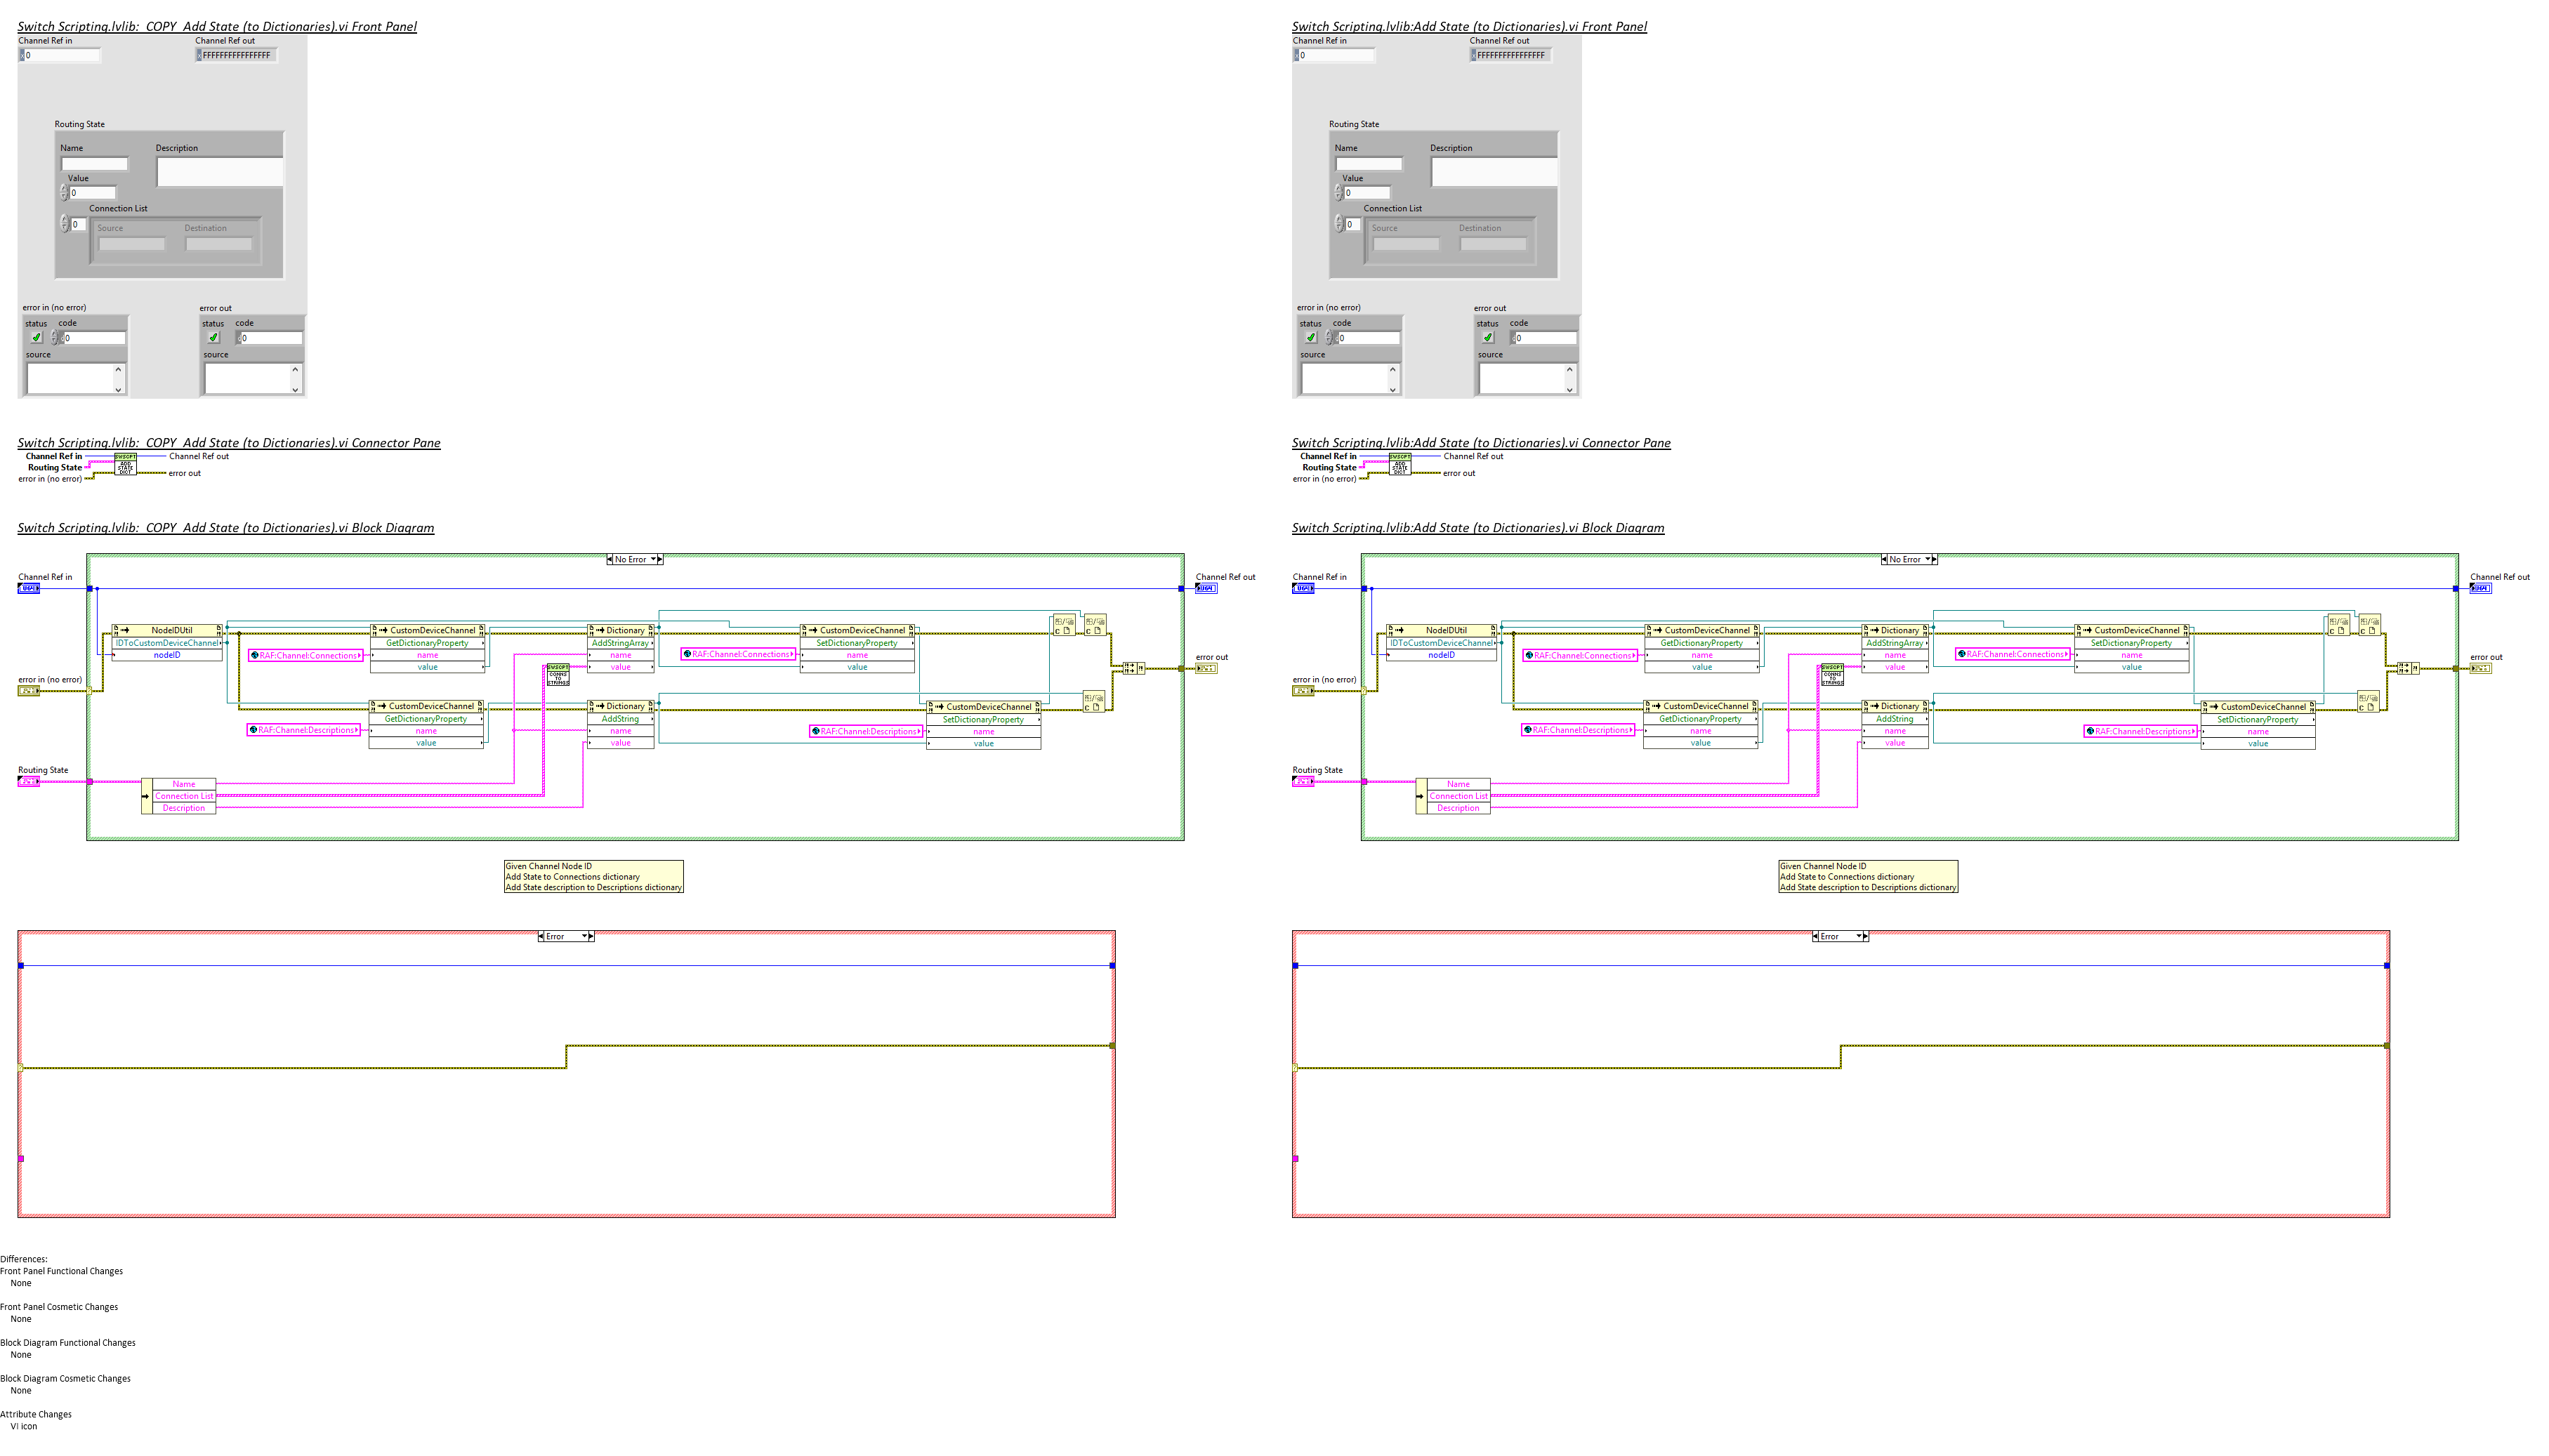 Switch Scripting.lvlib:_COPY_Add State (to Dictionaries).vi Front Panel
Channel Ref in
Channel Ref out
0
FFFFFFFFFFFFFFFF
Routing State
Name
Description
Value
0
Connection List
0
Source
Destination
error in (no error)
error out
status
code
0
status
code
0
source
source
Switch Scripting.lvlib:_COPY_Add State (to Dictionaries).vi Connector Pane
Channel Ref in
Channel Ref out
Routing State
error in (no error)
error out
SWSCPT
ADD
STATE
DICT
Switch Scripting.lvlib:_COPY_Add State (to Dictionaries).vi Block Diagram
No Error
Channel Ref in
Channel Ref out
NodeIDUtil
IDToCustomDeviceChannel
nodeID
RAF:Channel:Connections
CustomDeviceChannel
GetDictionaryProperty
name
value
Dictionary
AddStringArray
name
value
SWSCPT
CONNS
TO
STRINGS
RAF:Channel:Connections
CustomDeviceChannel
SetDictionaryProperty
name
value
error out
error in (no error)
RAF:Channel:Descriptions
CustomDeviceChannel
GetDictionaryProperty
name
value
Dictionary
AddString
name
value
RAF:Channel:Descriptions
CustomDeviceChannel
SetDictionaryProperty
name
value
Routing State
Name
Connection List
Description
Given Channel Node ID
Add State to Connections dictionary
Add State description to Descriptions dictionary
Error
Switch Scripting.lvlib:Add State (to Dictionaries).vi Front Panel
Channel Ref in
Channel Ref out
0
FFFFFFFFFFFFFFFF
Routing State
Name
Description
Value
0
Connection List
0
Source
Destination
error in (no error)
error out
status
code
0
status
code
0
source
source
Switch Scripting.lvlib:Add State (to Dictionaries).vi Connector Pane
Channel Ref in
Channel Ref out
Routing State
error in (no error)
error out
SWSCPT
ADD
STATE
DICT
Switch Scripting.lvlib:Add State (to Dictionaries).vi Block Diagram
No Error
Channel Ref in
Channel Ref out
NodeIDUtil
IDToCustomDeviceChannel
nodeID
RAF:Channel:Connections
CustomDeviceChannel
GetDictionaryProperty
name
value
Dictionary
AddStringArray
name
value
SWSCPT
CONNS
TO
STRINGS
RAF:Channel:Connections
CustomDeviceChannel
SetDictionaryProperty
name
value
error out
error in (no error)
RAF:Channel:Descriptions
CustomDeviceChannel
GetDictionaryProperty
name
value
Dictionary
AddString
name
value
RAF:Channel:Descriptions
CustomDeviceChannel
SetDictionaryProperty
name
value
Routing State
Name
Connection List
Description
Given Channel Node ID
Add State to Connections dictionary
Add State description to Descriptions dictionary
Error
Differences:
Front Panel Functional Changes
None
Front Panel Cosmetic Changes
None
Block Diagram Functional Changes
None
Block Diagram Cosmetic Changes
None
Attribute Changes
VI icon